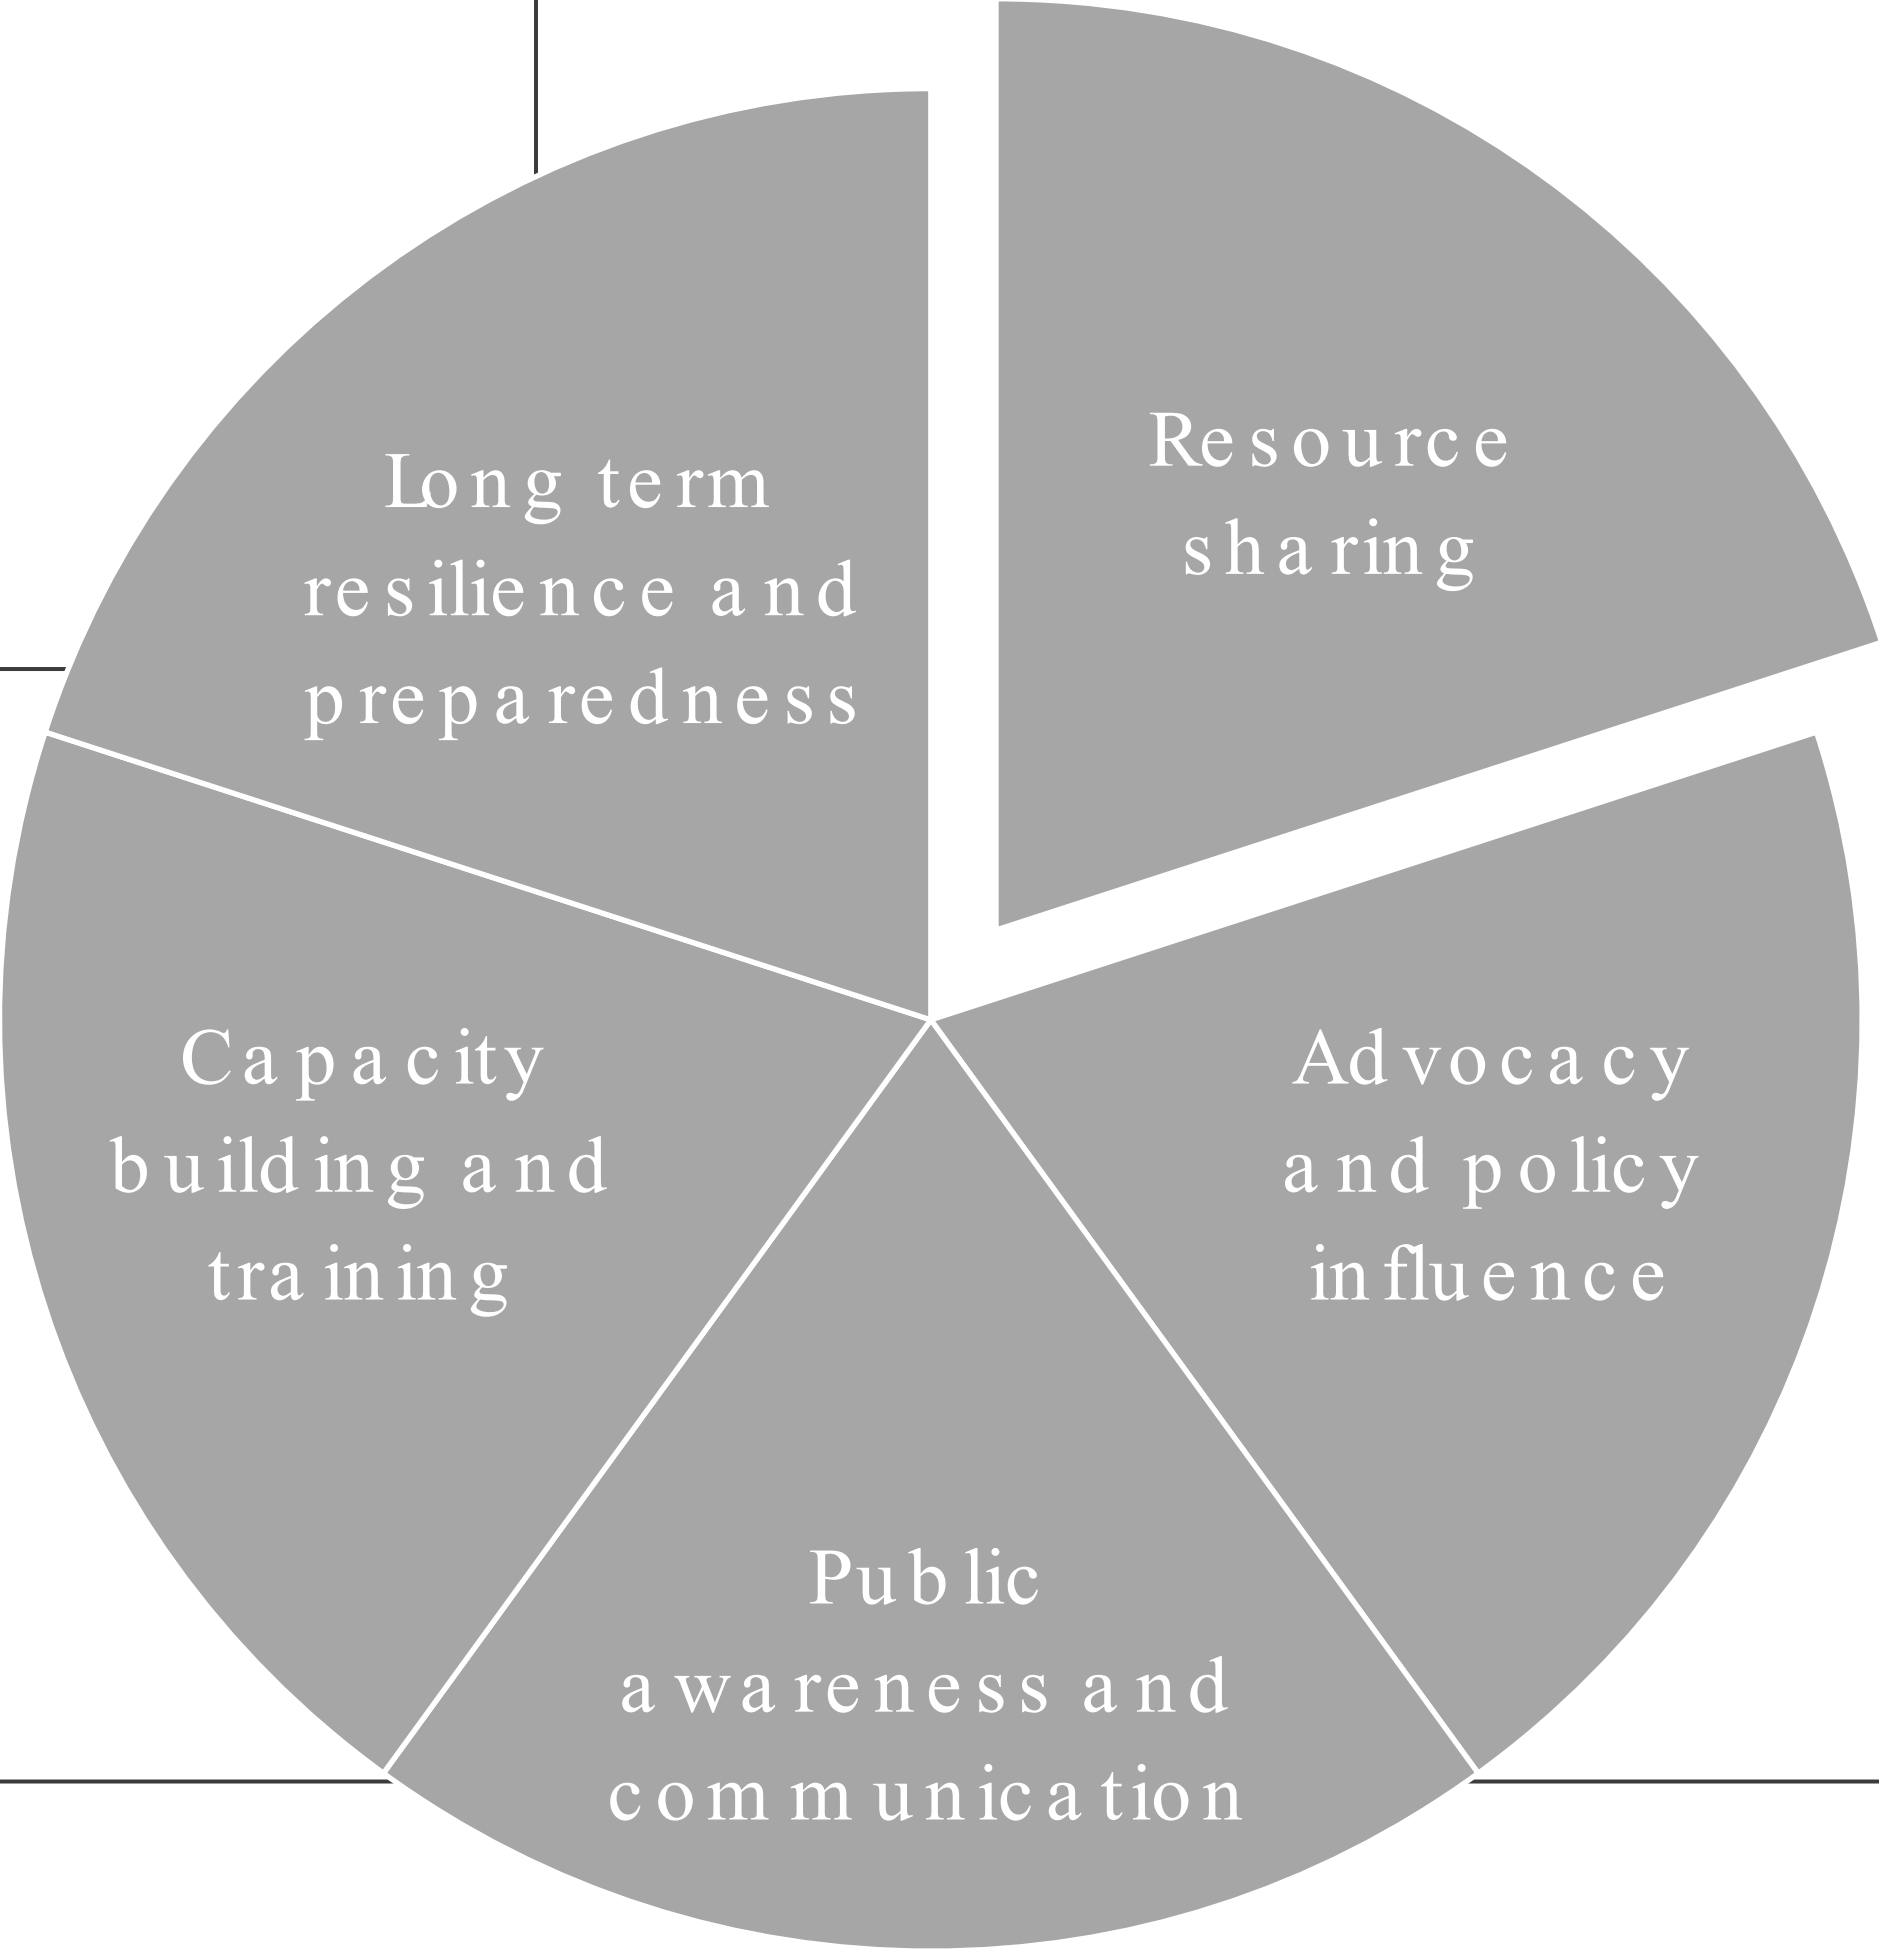 Resource
sharing
Long term
resilience and
preparedness
Capacity
building and
training
Advocacy
and policy
influence
Public
awareness and
communication